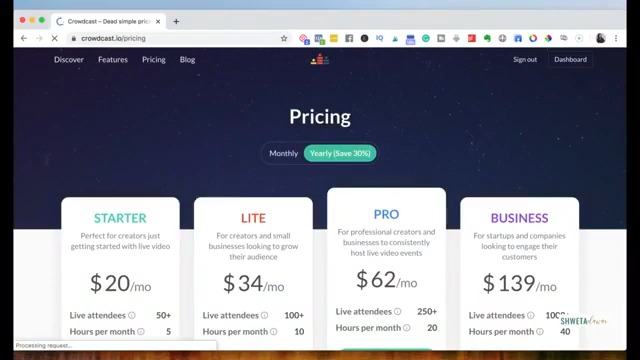 Crowdcast – Dead simple pric
crowdcast.io/pricing
Discover Features Pricing Blog Sign out Dashboard
Pricing
Monthly Yearly (Save 30%)
STARTER
Perfect for creators just
getting started with live video
$20/mo
Live attendees 50+
Hours per month 5
LITE
For creators and small
businesses looking to grow
their audience
$34/mo
Live attendees 100+
Hours per month 10
PRO
For professional creators and
businesses to consistently
host live video events
$62/mo
Live attendees 250+
Hours per month 20
BUSINESS
For startups and companies
looking to engage their
customers
$139/mo
Live attendees
Hours per month 40
SHWETA dawn
Processing request...